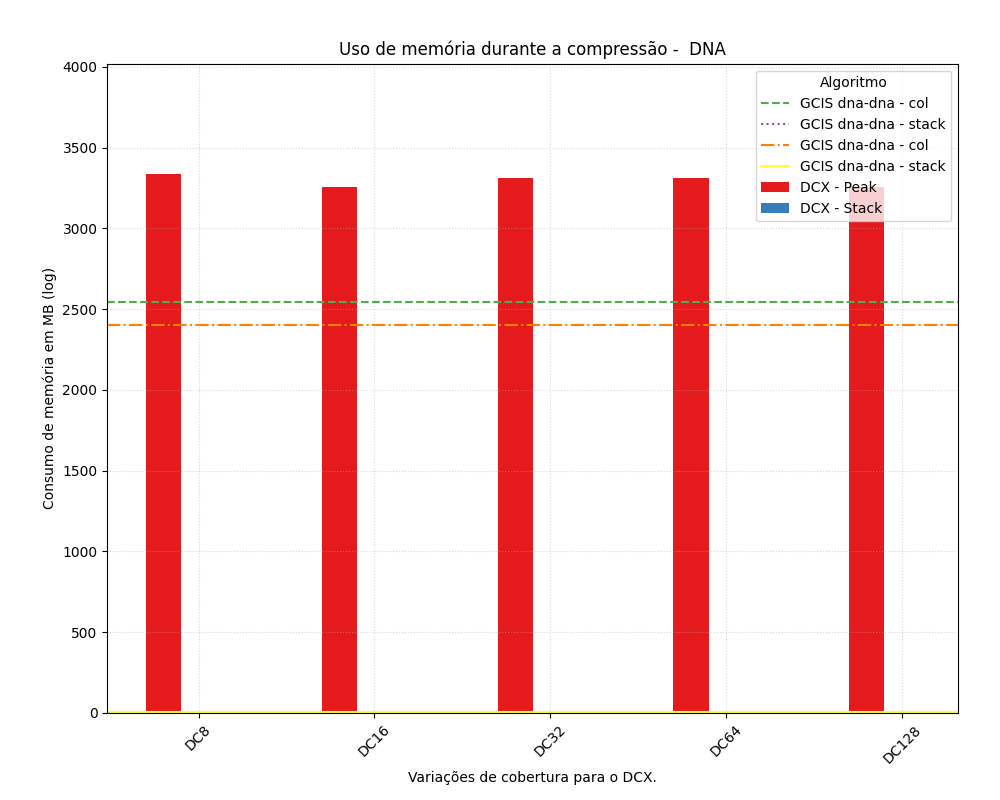 Uso de memória durante a compressão -  DNA
Consumo de memória em MB (log)
4000
3500
3000
2500
2000
1500
1000
500
0
Algoritmo
GCIS dna-dna - col
GCIS dna-dna - stack
GCIS dna-dna - col
GCIS dna-dna - stack
DCX - Peak
DCX - Stack
DC8
DC16
DC32
DC64
DC128
Variações de cobertura para o DCX.